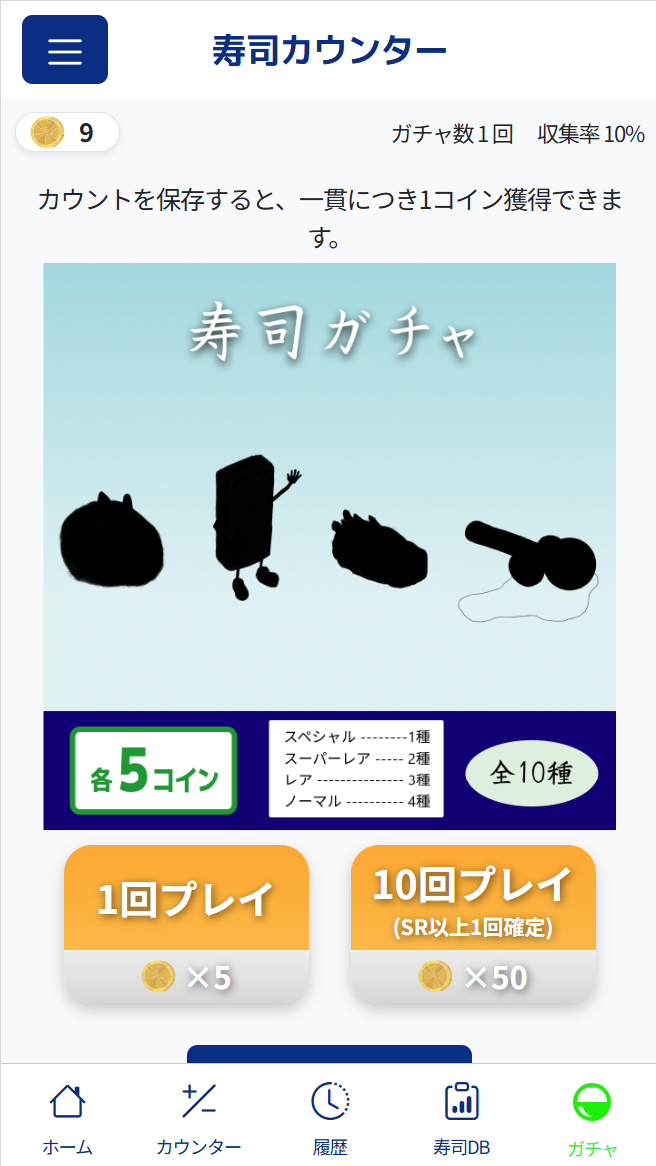 寿司カウンター
9
ガチャ数 1 回 収集率 10%
カウントを保存すると、一貫につき1コイン獲得できま
す。
寿司ガチャ
各5コイン
スペシャル --------1種
スーパーレア ----- 2種
レア --------------- 3種
ノーマル ---------- 4種
全10種
1回プレイ
×5
10回プレイ
(SR以上1回確定)
×50
ホーム
カウンター
履歴
寿司DB
ガチャ